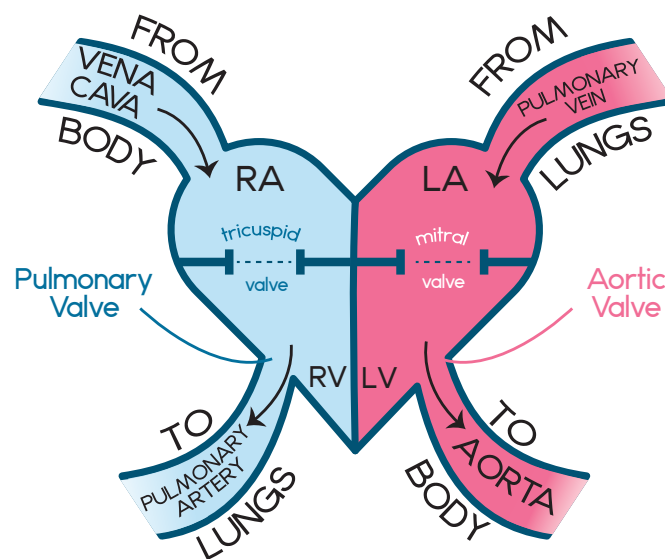 FROM
VENA
CAVA
BODY
FROM
PULMONARY
VEIN
LUNGS
RA
LA
tricuspid
valve
mitral
valve
Pulmonary
Valve
Aortic
Valve
RV
LV
TO
PULMONARY
ARTERY
LUNGS
TO
AORTA
BODY